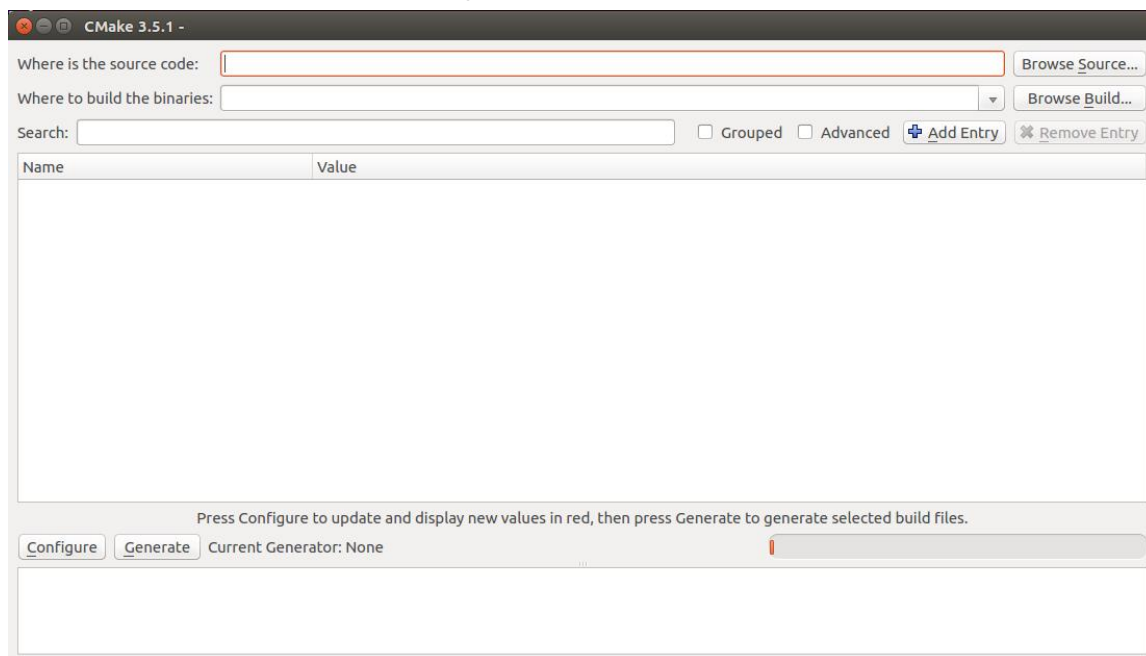 CMake 3.5.1 -
Where is the source code: Browse Source...
Where to build the binaries: Browse Build...
Search: Grouped Advanced Add Entry Remove Entry
Name Value
Press Configure to update and display new values in red, then press Generate to generate selected build files.
Configure Generate Current Generator: None